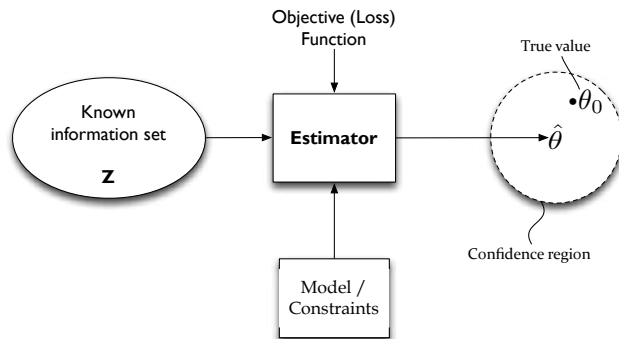 Objective (Loss)
Function
True value
Known
information set
Z
Estimator
θ₀
θ̂
Confidence region
Model /
Constraints